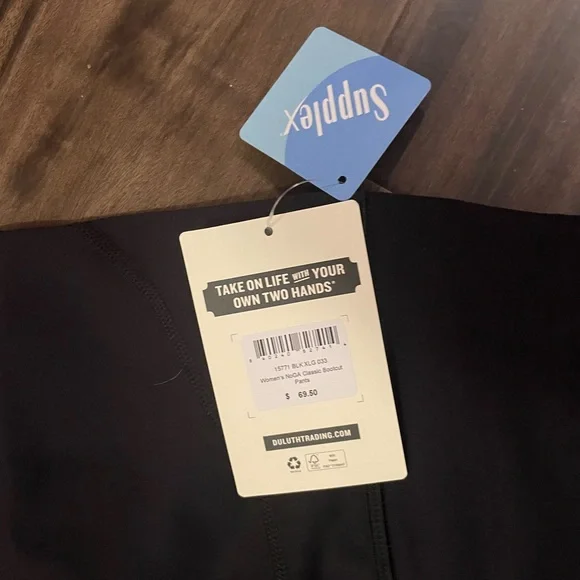 Supplex
TAKE ON LIFE WITH YOUR
OWN TWO HANDS
15771 BLK XLG 033
Women's NoGA Classic Bootcut
Pants
$ 69.50
DULUTHTRADING.COM
FSC